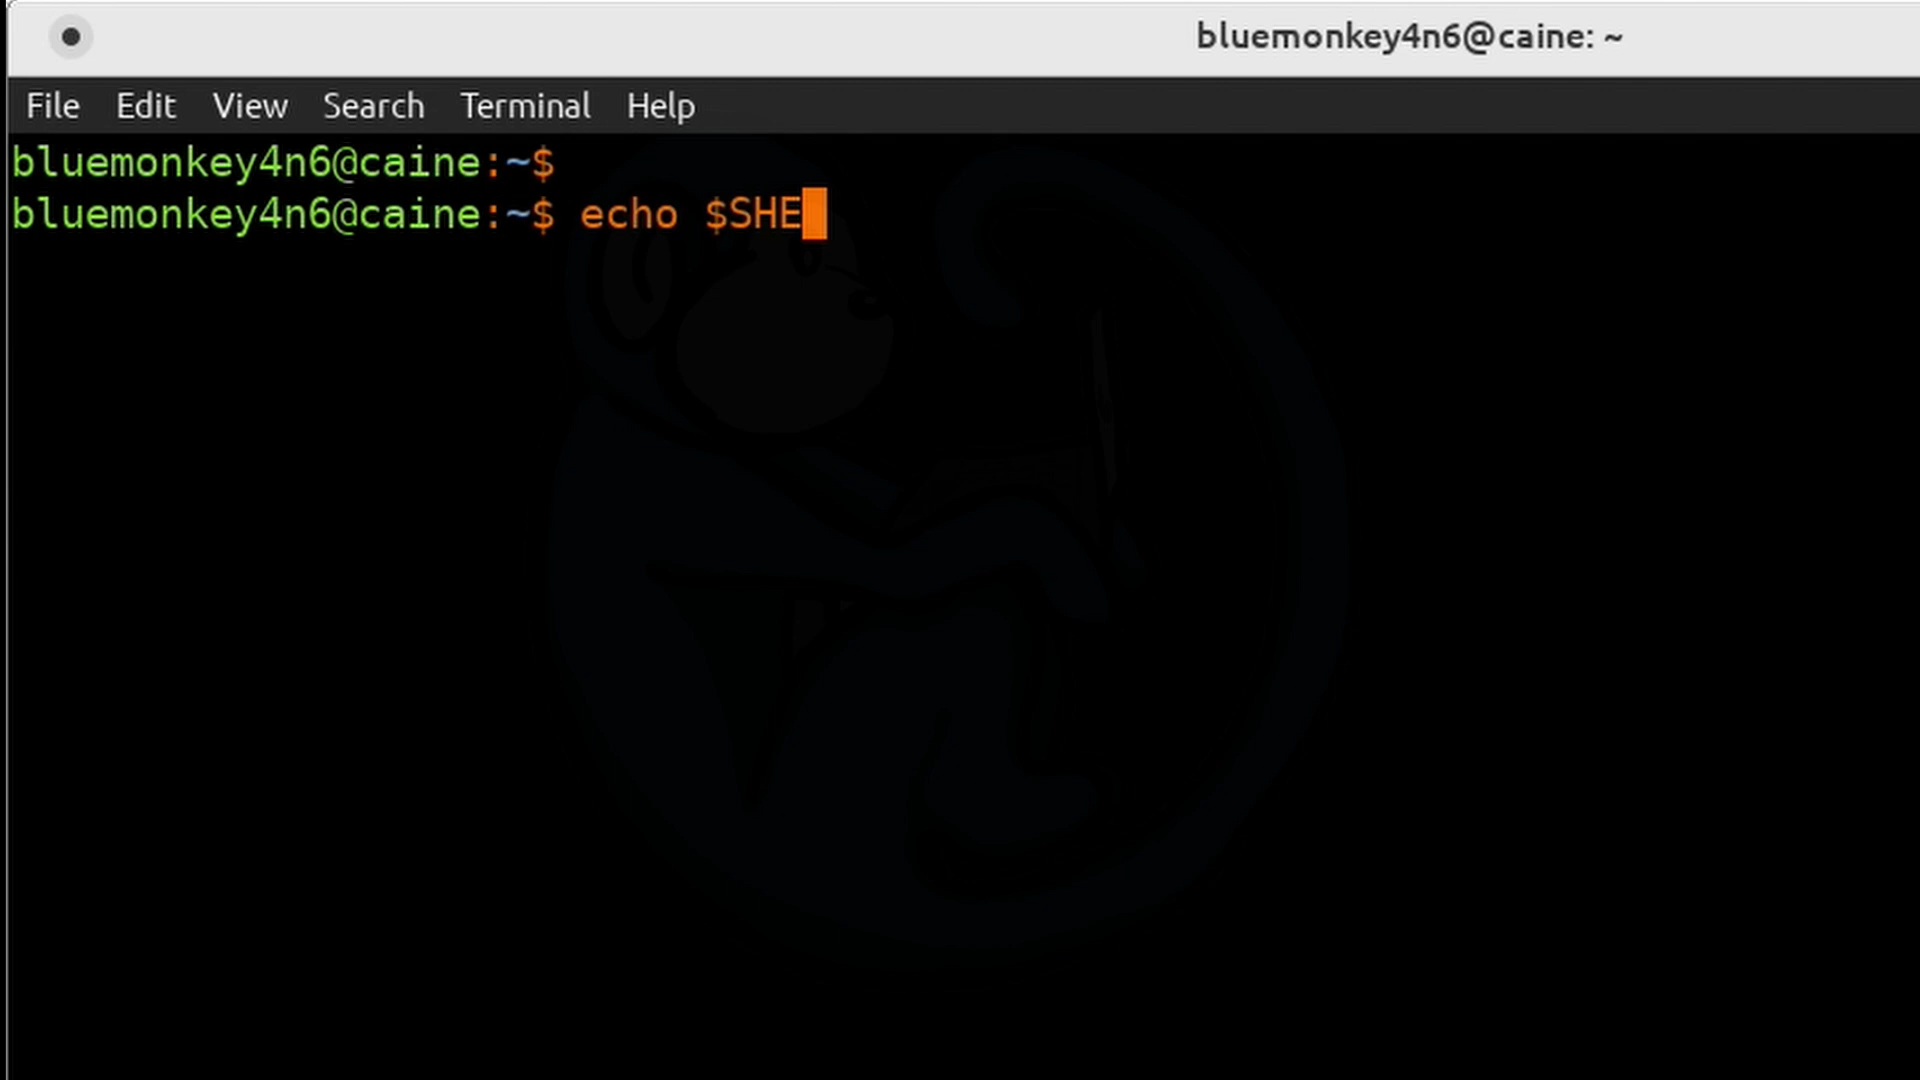 bluemonkey4n6@caine: ~
File Edit View Search Terminal Help
bluemonkey4n6@caine:~$
bluemonkey4n6@caine:~$ echo $SHE